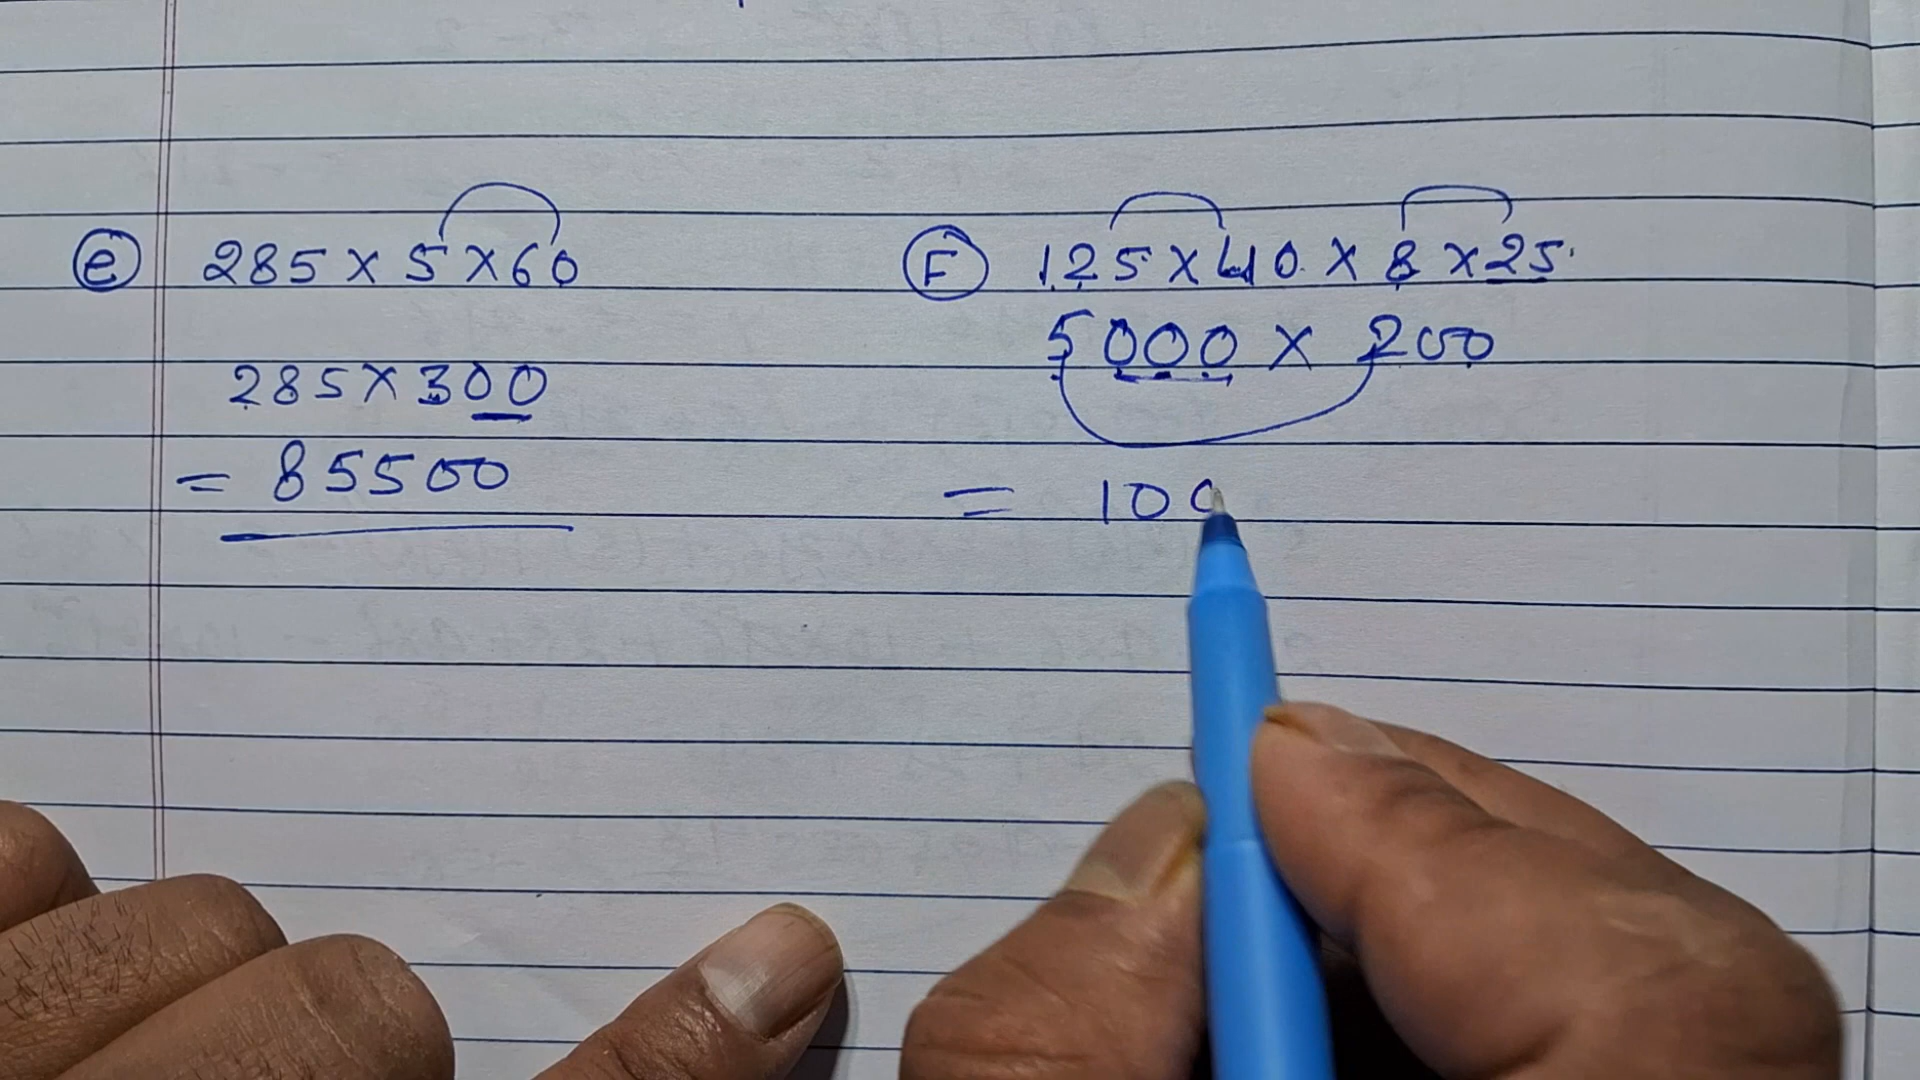 e 285 x 5 x 60
285 x 300
= 85500
F 125 x 40 x 8 x 25
5000 x 200
= 100